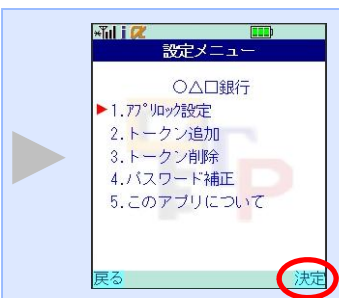 設定メニュー
○△□銀行
1.ｱﾌﾟﾘﾛｯｸ設定
2.トークン追加
3.トークン削除
4.パスワード補正
5.このアプリについて
戻る 決定